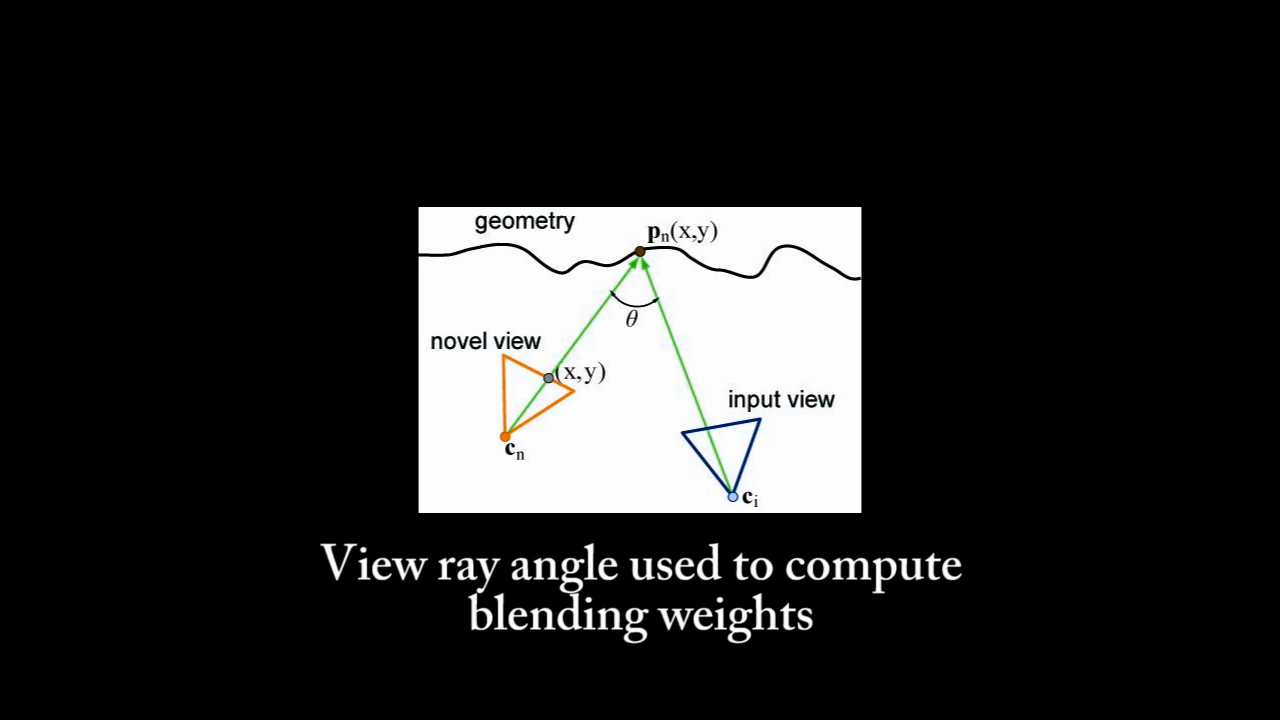 geometry
pn(x,y)
θ
novel view
(x,y)
input view
cn
ci
View ray angle used to compute
blending weights